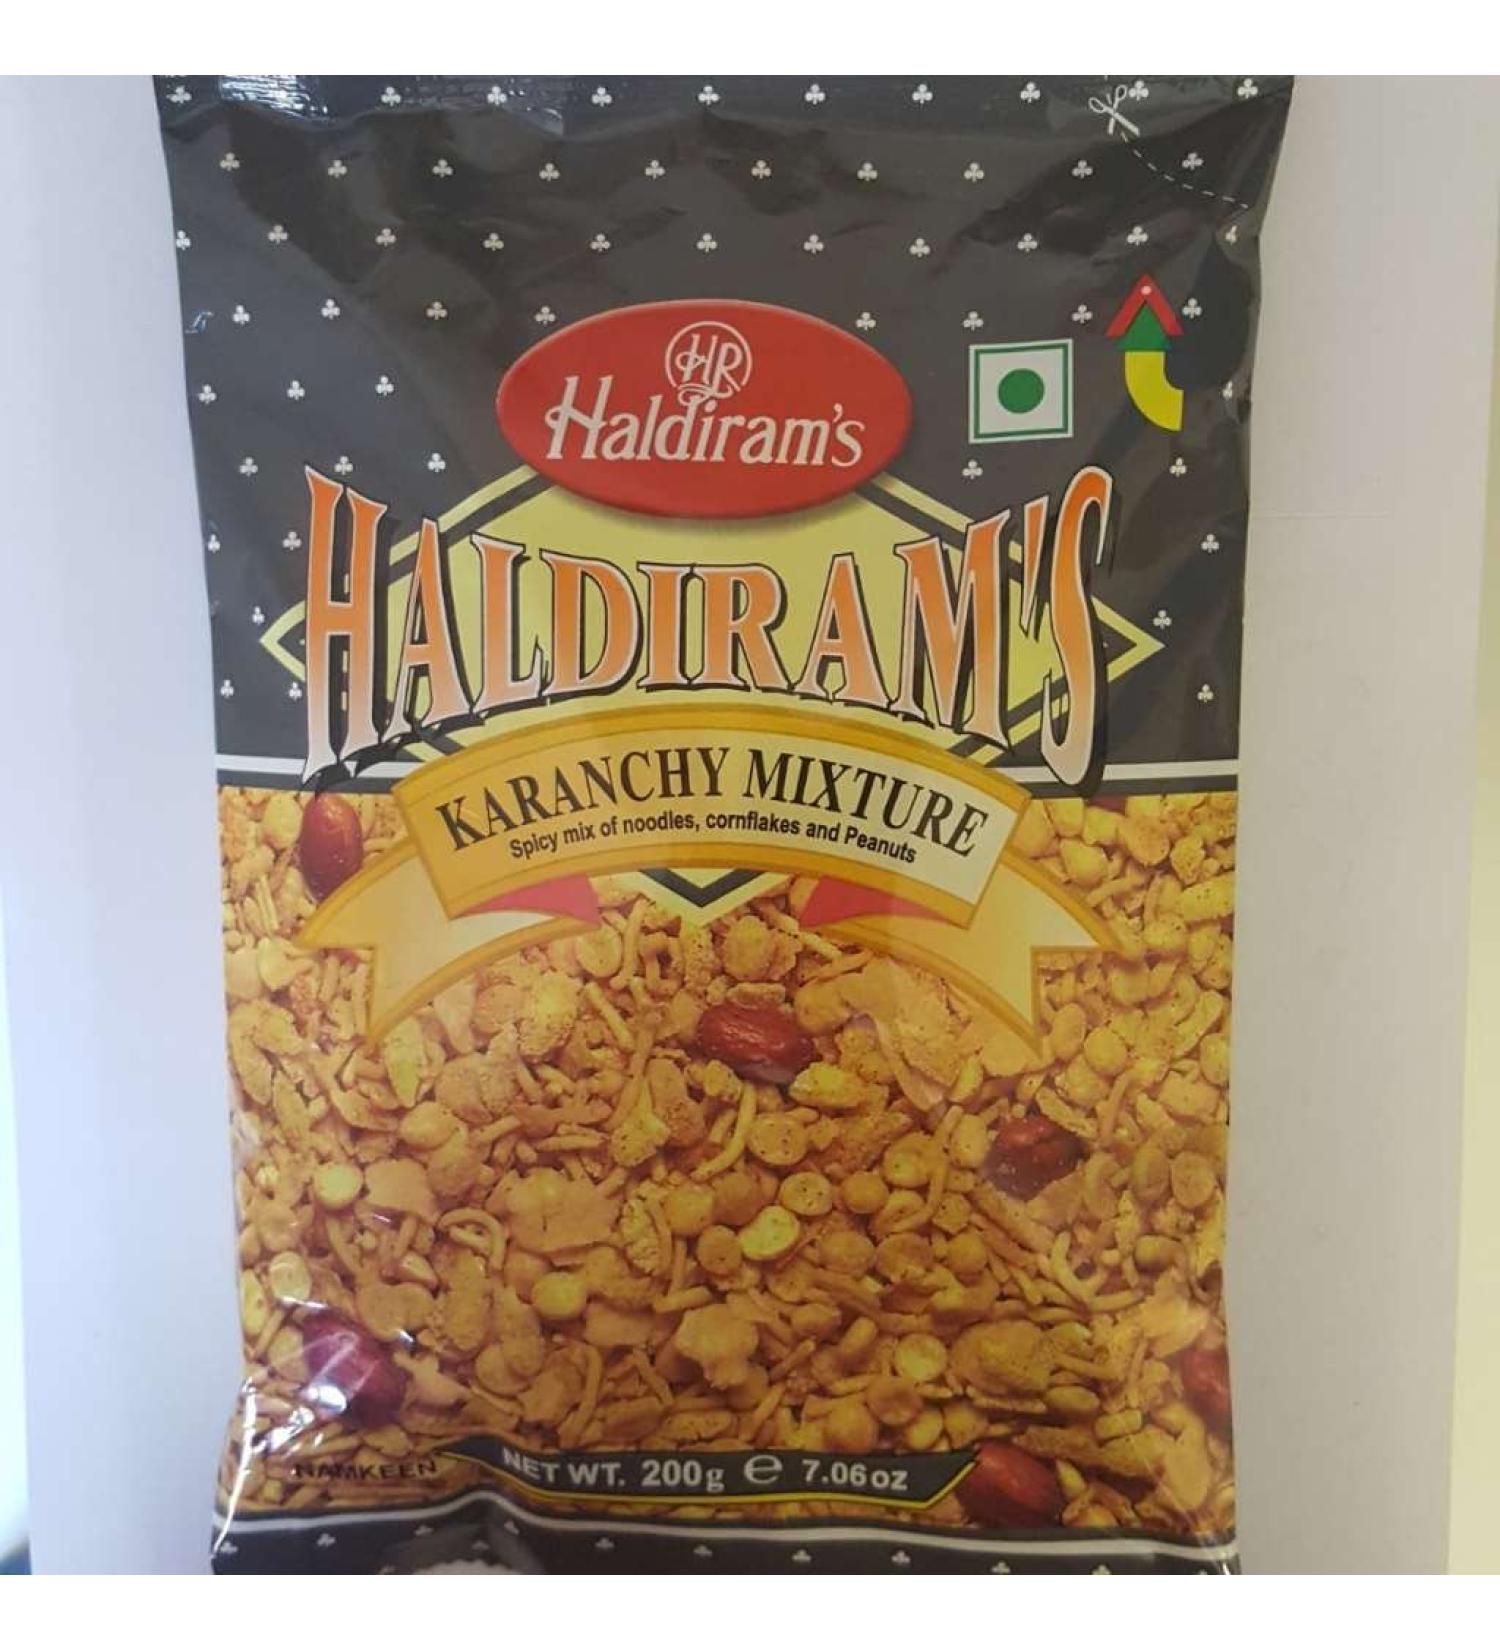 HR
Haldiram's
HALDIRAM'S
KARANCHY MIXTURE
Spicy mix of noodles, cornflakes and Peanuts
NAMKEEN
NET WT. 200g ℮ 7.06oz